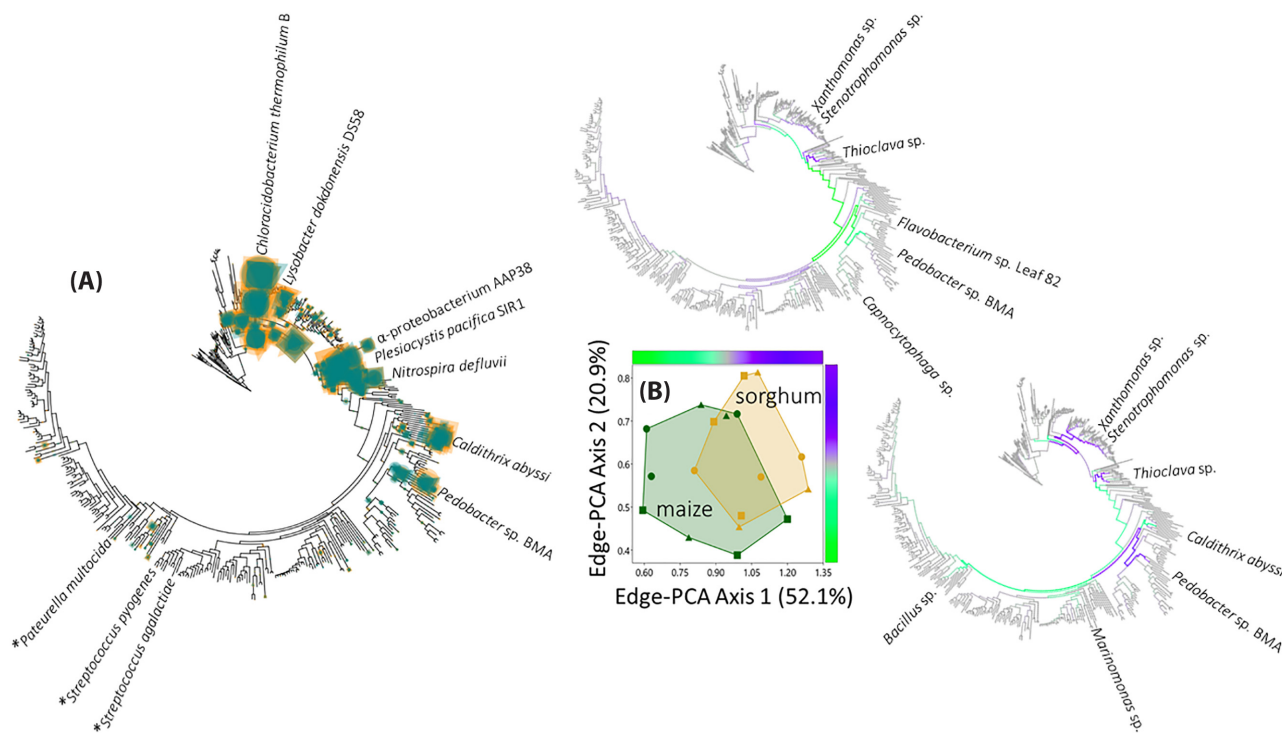 (A)
Chloracidobacterium thermophilum B
Lysobacter dokdonensis DS58
α-proteobacterium AAP38
Plesiocystis pacifica SIR1
Nitrospira defluvii
Caldithrix abyssi
Pedobacter sp. BMA
*Pateurella multocida
*Streptococcus pyogenes
*Streptococcus agalactiae
Xanthomonas sp.
Stenotrophomonas sp.
Thioclava sp.
Flavobacterium sp. Leaf 82
Pedobacter sp. BMA
Capnocytophaga sp.
(B)
sorghum
maize
Edge-PCA Axis 2 (20.9%)
0.8
0.7
0.6
0.5
0.4
0.60 0.75 0.90 1.05 1.20 1.35
Edge-PCA Axis 1 (52.1%)
Xanthomonas sp.
Stenotrophomonas sp.
Thioclava sp.
Caldithrix abyssi
Pedobacter sp. BMA
Marinomonas sp.
Bacillus sp.